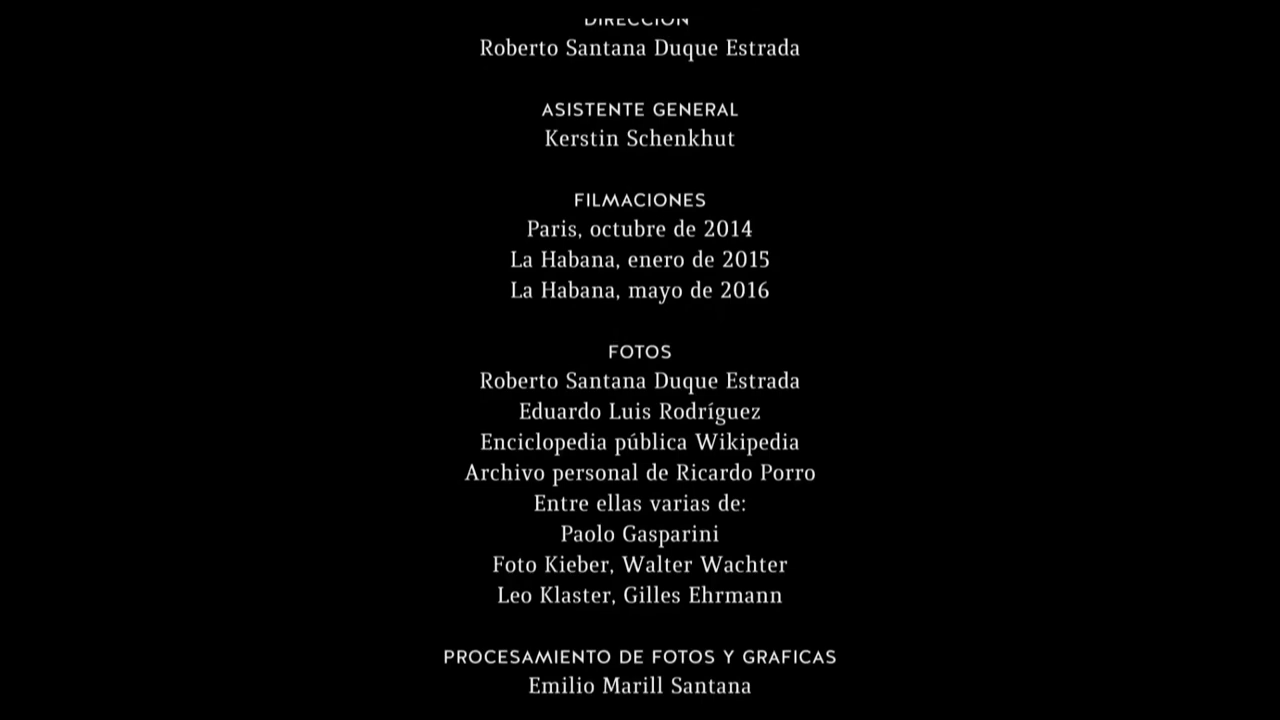 DIRECCION
Roberto Santana Duque Estrada
ASISTENTE GENERAL
Kerstin Schenkhut
FILMACIONES
Paris, octubre de 2014
La Habana, enero de 2015
La Habana, mayo de 2016
FOTOS
Roberto Santana Duque Estrada
Eduardo Luis Rodríguez
Enciclopedia pública Wikipedia
Archivo personal de Ricardo Porro
Entre ellas varias de:
Paolo Gasparini
Foto Kieber, Walter Wachter
Leo Klaster, Gilles Ehrmann
PROCESAMIENTO DE FOTOS Y GRAFICAS
Emilio Marill Santana